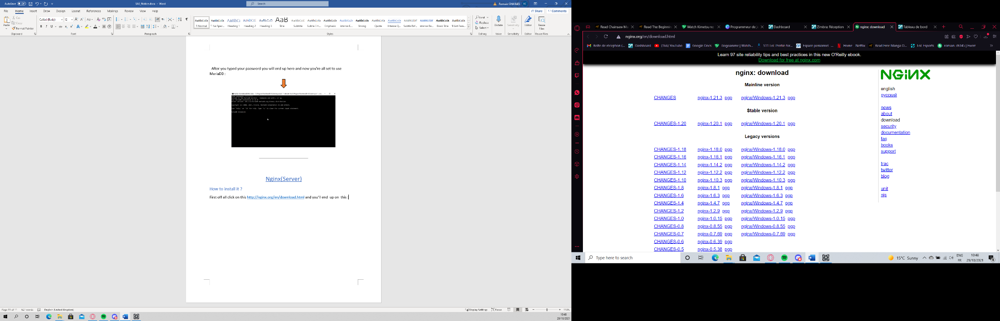 AutoSave Off
SAE_Notice.docx - Word
Search
Romain CHARLES RC
File Home Insert Draw Design Layout References Mailings Review View Help
Share Comments
Paste
Cut
Copy
Format Painter
Calibri (Body) 12
AaBbCcDc AaBbCcDc AaBbCc AaBbCcC AaBbCcD AaB AaBbCcC AaBbCcDc AaBbCcDc AaBbCcDc AaBbCcDc AaBbCcDc AaBbCcDc AABBCCDC AABBCCDC AaBbCcDc AaBbCcDc
¶ Normal ¶ No Spac... Heading 1 Heading 2 Heading 3 Title Subtitle Subtle Em... Emphasis Intense E... Strong Quote Intense Q... Subtle Ref... Intense Re... Book Title ¶ List Para...
Find
Replace
Select
Dictate
Sensitivity
Editor
Reuse Files
Clipboard Font Paragraph Styles Editing Voice Sensitivity Editor Reuse Files
After you typed your password you will end up here and now you're all set to use
MariaDB :
Nginx(Server)
How to install it ?
First off all click on this http://nginx.org/en/download.html and you'll end up on this :
Page 11 of 11 627 words English (United Kingdom)
Display Settings Focus 110%
10:48
29/10/2021
Read Chainsaw Ma
Read The Beginnin
Watch Kimetsu no
Programmeur de j
Dashboard
Zimbra: Réception
nginx: download
Tableau de bord
nginx.org/en/download.html
Boîte de réception (... Dashboard (166) YouTube Google Docs Gogoanime | Watch... S11 LoL Profile for... Espace personnel ... Home - Netflix Read Free Manga O... LoL Esports romain_ch345 | Fiverr
Learn 97 site reliability tips and best practices in this new O'Reilly ebook.
Download for free at nginx.com
nginx: download
Mainline version
CHANGES nginx-1.21.3 pgp nginx/Windows-1.21.3 pgp
Stable version
CHANGES-1.20 nginx-1.20.1 pgp nginx/Windows-1.20.1 pgp
Legacy versions
CHANGES-1.18 nginx-1.18.0 pgp nginx/Windows-1.18.0 pgp
CHANGES-1.16 nginx-1.16.1 pgp nginx/Windows-1.16.1 pgp
CHANGES-1.14 nginx-1.14.2 pgp nginx/Windows-1.14.2 pgp
CHANGES-1.12 nginx-1.12.2 pgp nginx/Windows-1.12.2 pgp
CHANGES-1.10 nginx-1.10.3 pgp nginx/Windows-1.10.3 pgp
CHANGES-1.8 nginx-1.8.1 pgp nginx/Windows-1.8.1 pgp
CHANGES-1.6 nginx-1.6.3 pgp nginx/Windows-1.6.3 pgp
CHANGES-1.4 nginx-1.4.7 pgp nginx/Windows-1.4.7 pgp
CHANGES-1.2 nginx-1.2.9 pgp nginx/Windows-1.2.9 pgp
CHANGES-1.0 nginx-1.0.15 pgp nginx/Windows-1.0.15 pgp
CHANGES-0.8 nginx-0.8.55 pgp nginx/Windows-0.8.55 pgp
CHANGES-0.7 nginx-0.7.69 pgp nginx/Windows-0.7.69 pgp
CHANGES-0.6 nginx-0.6.39 pgp
CHANGES-0.5 nginx-0.5.38 pgp
NGINX
english
русский
news
about
download
security
documentation
faq
books
support
trac
twitter
blog
unit
njs
Type here to search
15°C Sunny
ENG
FR
10:48
29/10/2021
4